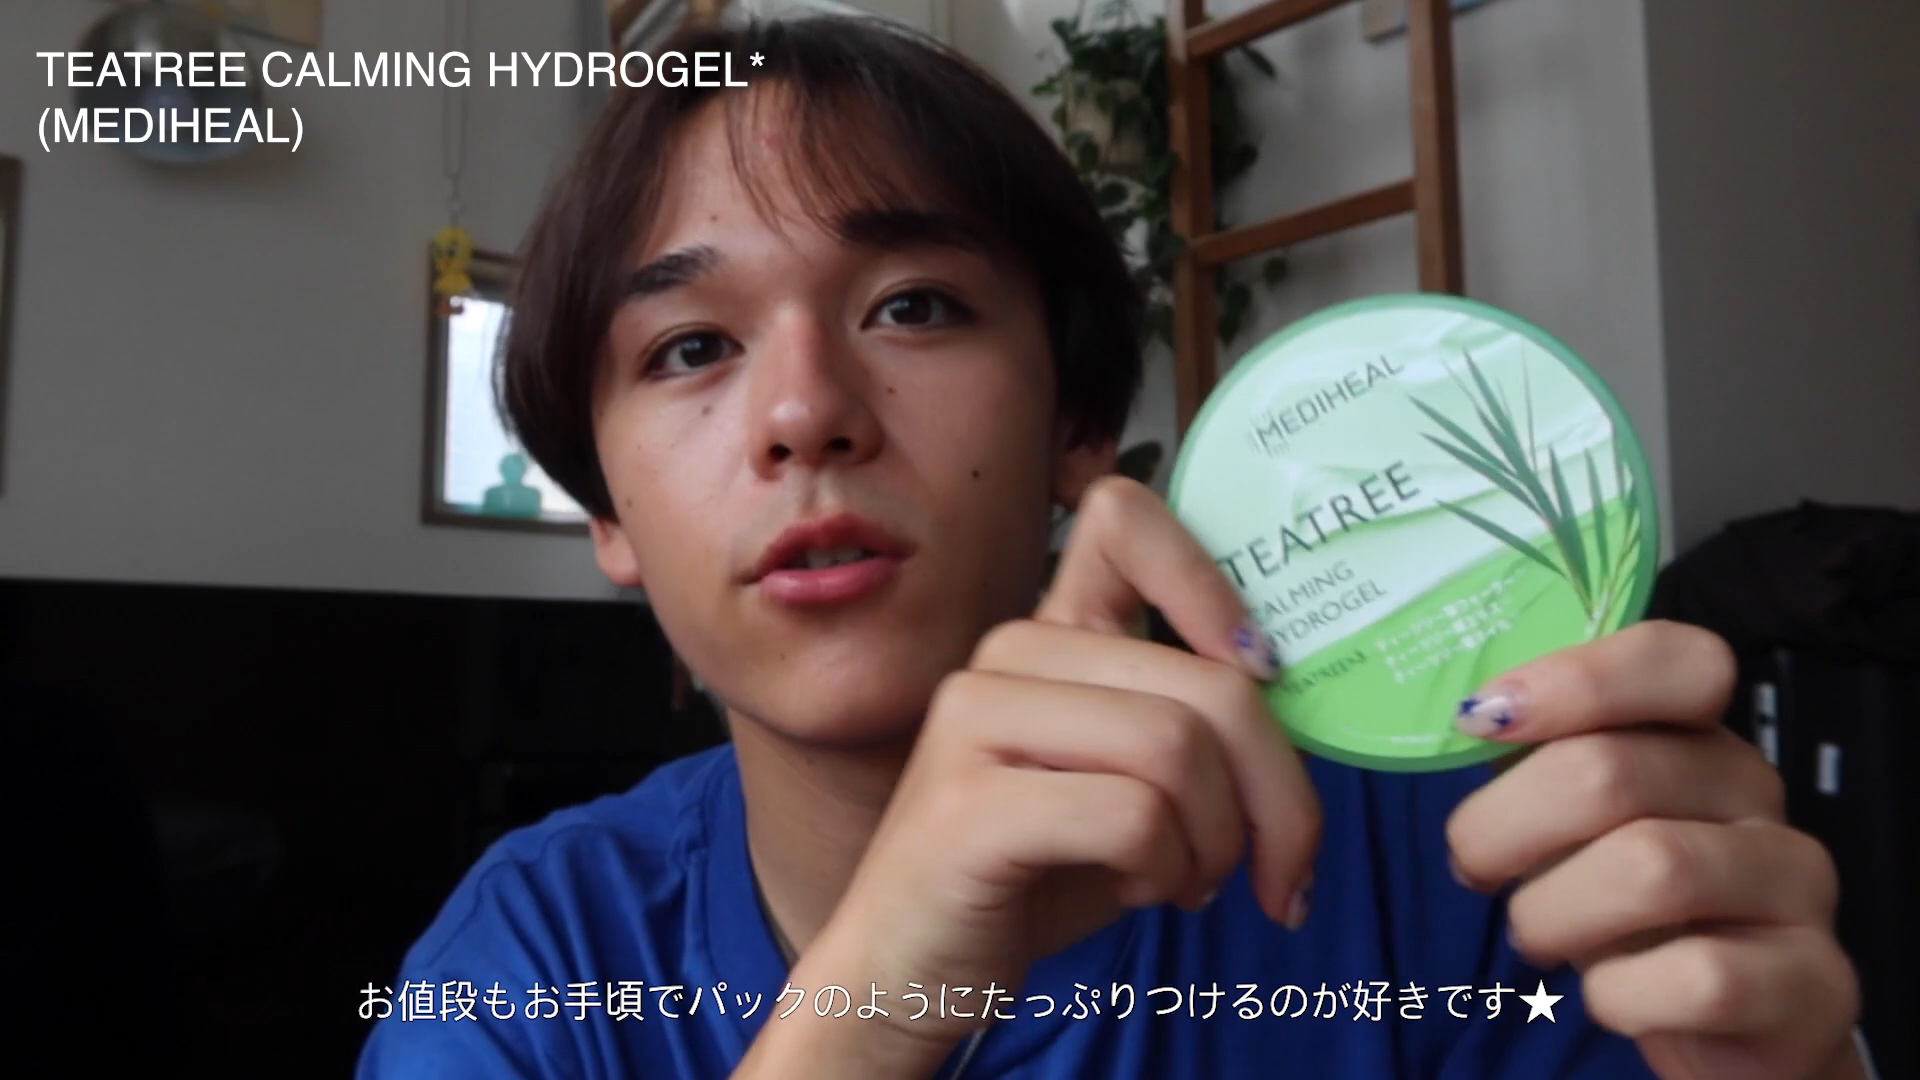 TEATREE CALMING HYDROGEL*
(MEDIHEAL)
MEDIHEAL
TEATREE
CALMING
HYDROGEL
お値段もお手頃でパックのようにたっぷりつけるのが好きです★